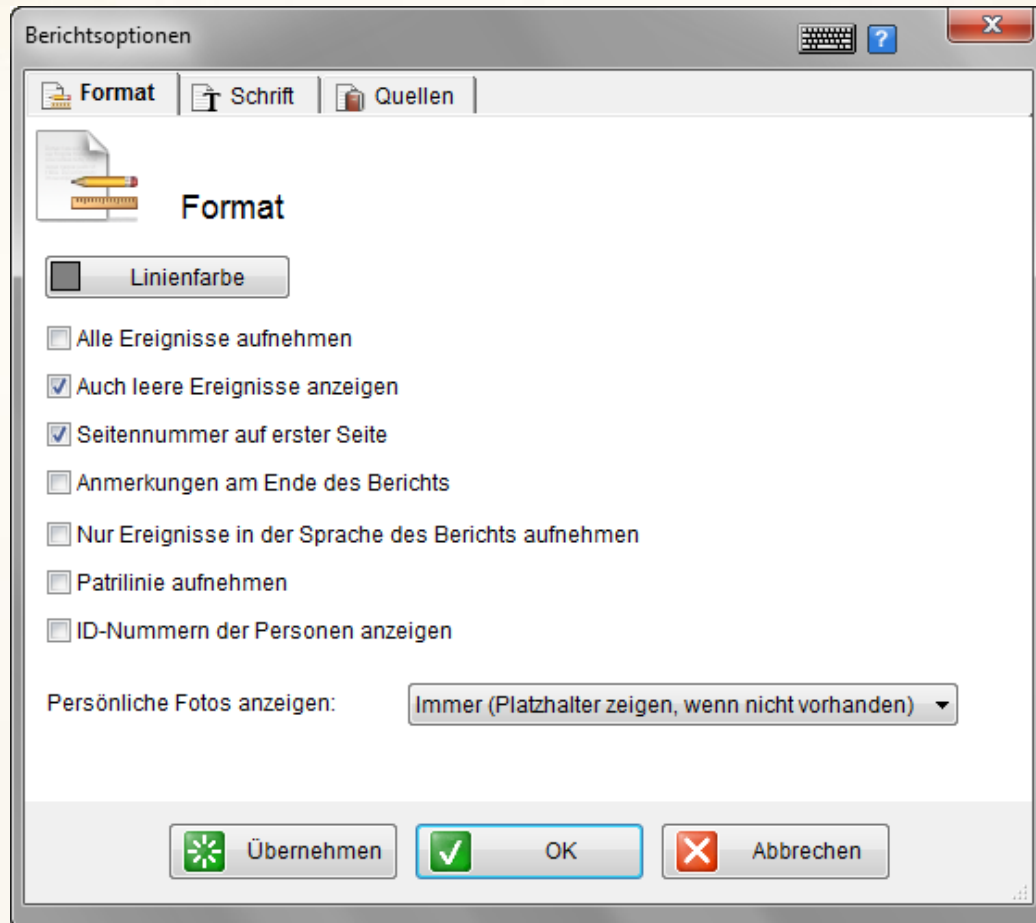 Berichtsoptionen
Format Schrift Quellen
Format
Linienfarbe
Alle Ereignisse aufnehmen
Auch leere Ereignisse anzeigen
Seitennummer auf erster Seite
Anmerkungen am Ende des Berichts
Nur Ereignisse in der Sprache des Berichts aufnehmen
Patrilinie aufnehmen
ID-Nummern der Personen anzeigen
Persönliche Fotos anzeigen: Immer (Platzhalter zeigen, wenn nicht vorhanden)
Übernehmen OK Abbrechen